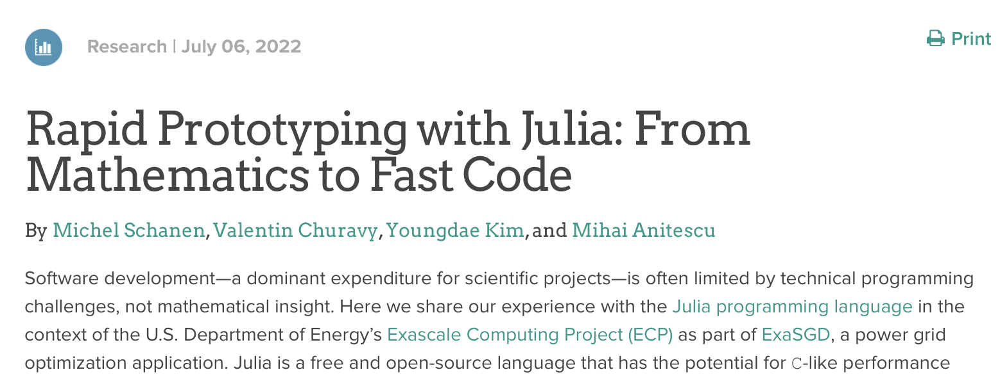 Research | July 06, 2022
Print
Rapid Prototyping with Julia: From
Mathematics to Fast Code
By Michel Schanen, Valentin Churavy, Youngdae Kim, and Mihai Anitescu
Software development—a dominant expenditure for scientific projects—is often limited by technical programming
challenges, not mathematical insight. Here we share our experience with the Julia programming language in the
context of the U.S. Department of Energy’s Exascale Computing Project (ECP) as part of ExaSGD, a power grid
optimization application. Julia is a free and open-source language that has the potential for C-like performance